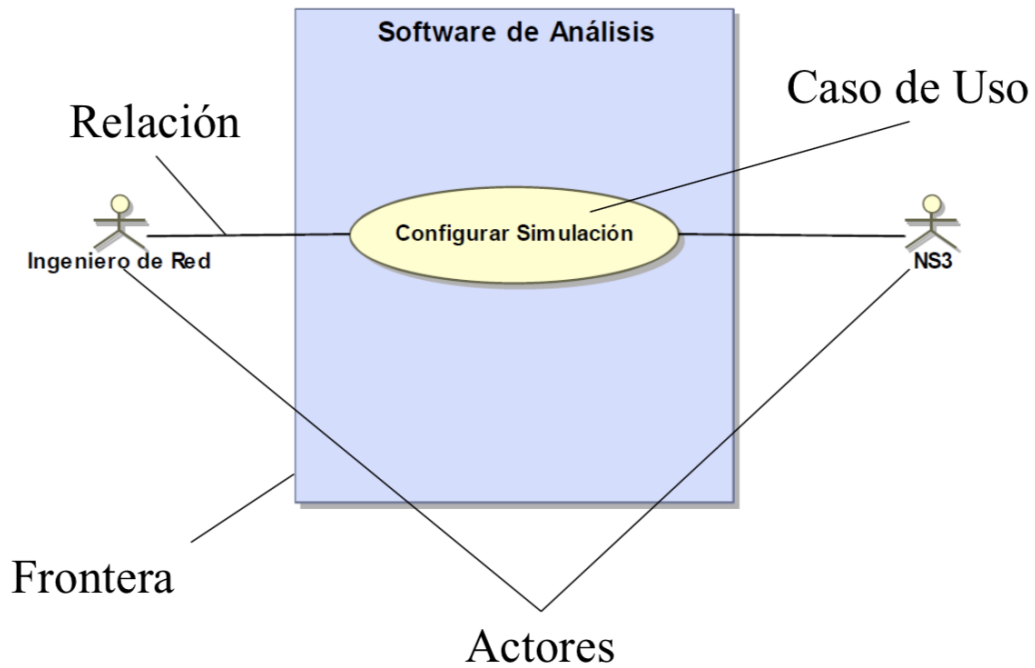 Software de Análisis
Caso de Uso
Relación
Configurar Simulación
Ingeniero de Red
NS3
Frontera
Actores